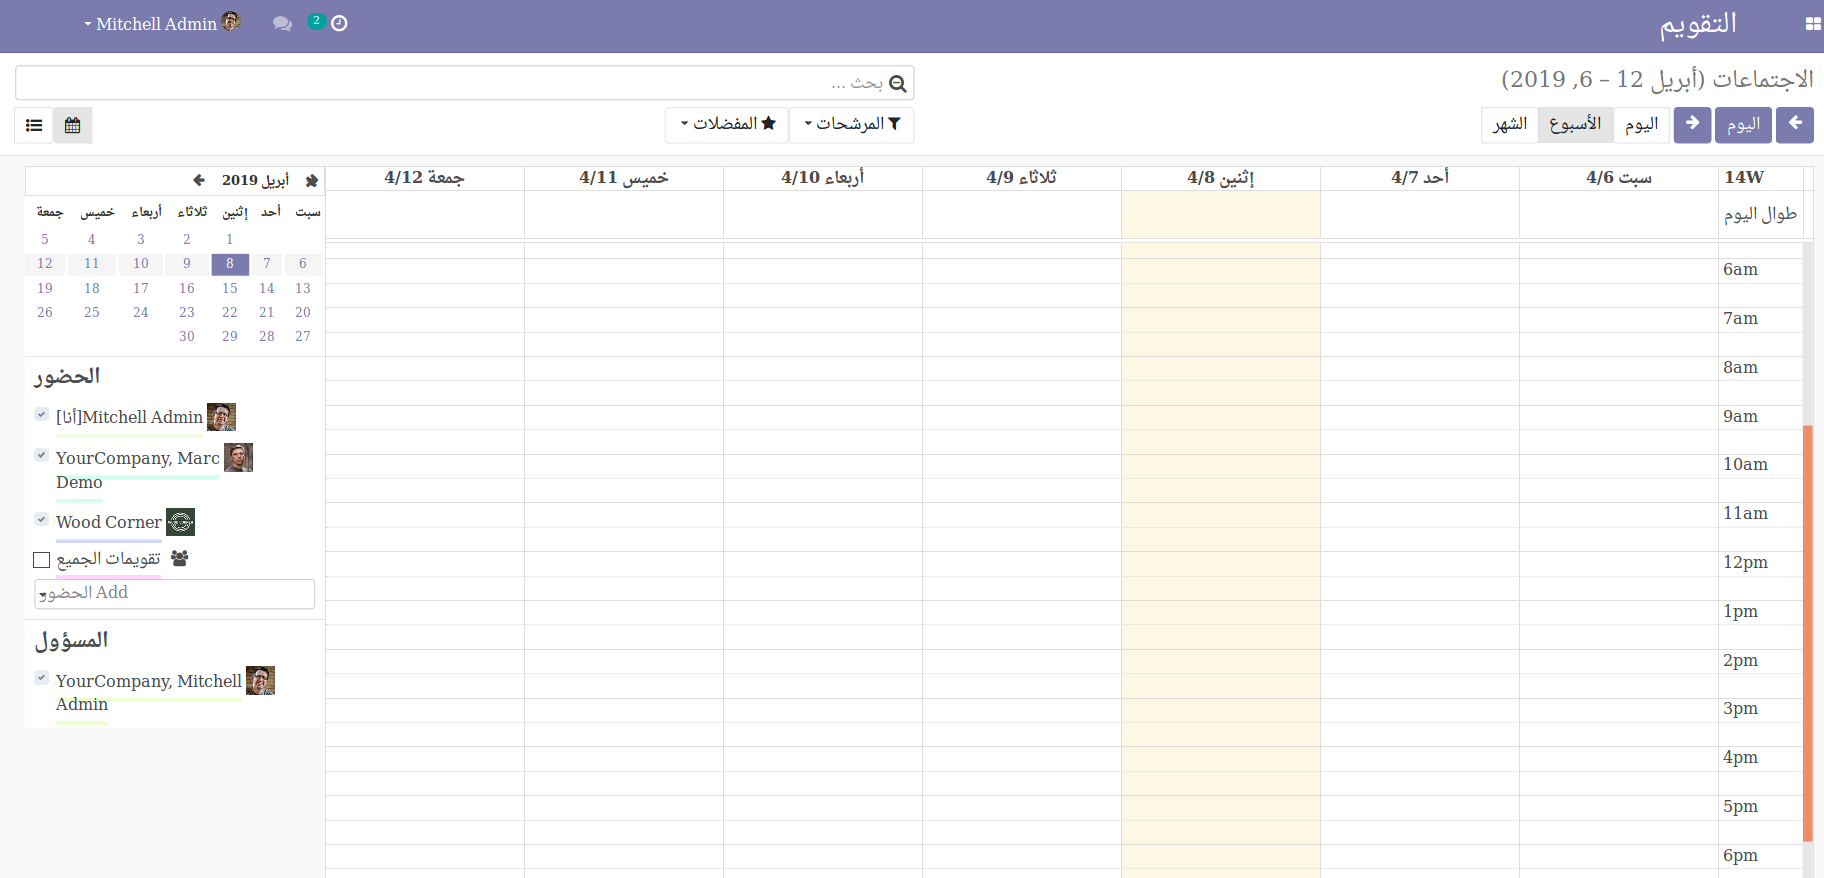 التقويم
2
Mitchell Admin
الاجتماعات (أبريل 12 – 6, 2019)
بحث ...
اليوم
اليوم
الأسبوع
الشهر
المرشحات
المفضلات
14W
سبت 4/6
أحد 4/7
إثنين 4/8
ثلاثاء 4/9
أربعاء 4/10
خميس 4/11
جمعة 4/12
طوال اليوم
6am
7am
8am
9am
10am
11am
12pm
1pm
2pm
3pm
4pm
5pm
6pm
أبريل 2019
سبت أحد إثنين ثلاثاء أربعاء خميس جمعة
1 2 3 4 5
6 7 8 9 10 11 12
13 14 15 16 17 18 19
20 21 22 23 24 25 26
27 28 29 30
الحضور
Mitchell Admin[أنا]
YourCompany, Marc
Demo
Wood Corner
تقويمات الجميع
Add الحضور
المسؤول
YourCompany, Mitchell
Admin